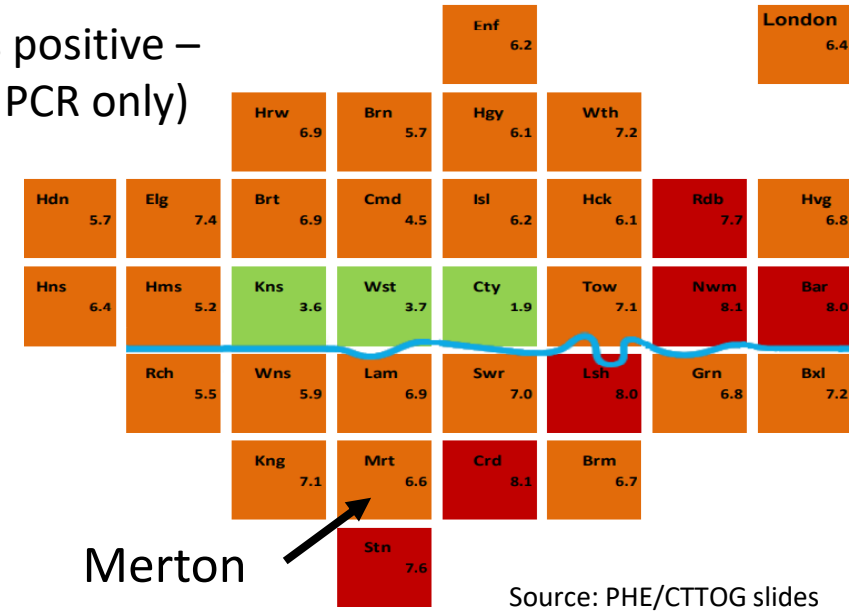 positive –
PCR only)
Enf
6.2
London
6.4
Hrw
6.9
Brn
5.7
Hgy
6.1
Wth
7.2
Hdn
5.7
Elg
7.4
Brt
6.9
Cmd
4.5
Isl
6.2
Hck
6.1
Rdb
7.7
Hvg
6.8
Hns
6.4
Hms
5.2
Kns
3.6
Wst
3.7
Cty
1.9
Tow
7.1
Nwm
8.1
Bar
8.0
Rch
5.5
Wns
5.9
Lam
6.9
Swr
7.0
Lsh
8.0
Grn
6.8
Bxl
7.2
Kng
7.1
Mrt
6.6
Crd
8.1
Brm
6.7
Merton
Stn
7.6
Source: PHE/CTTOG slides